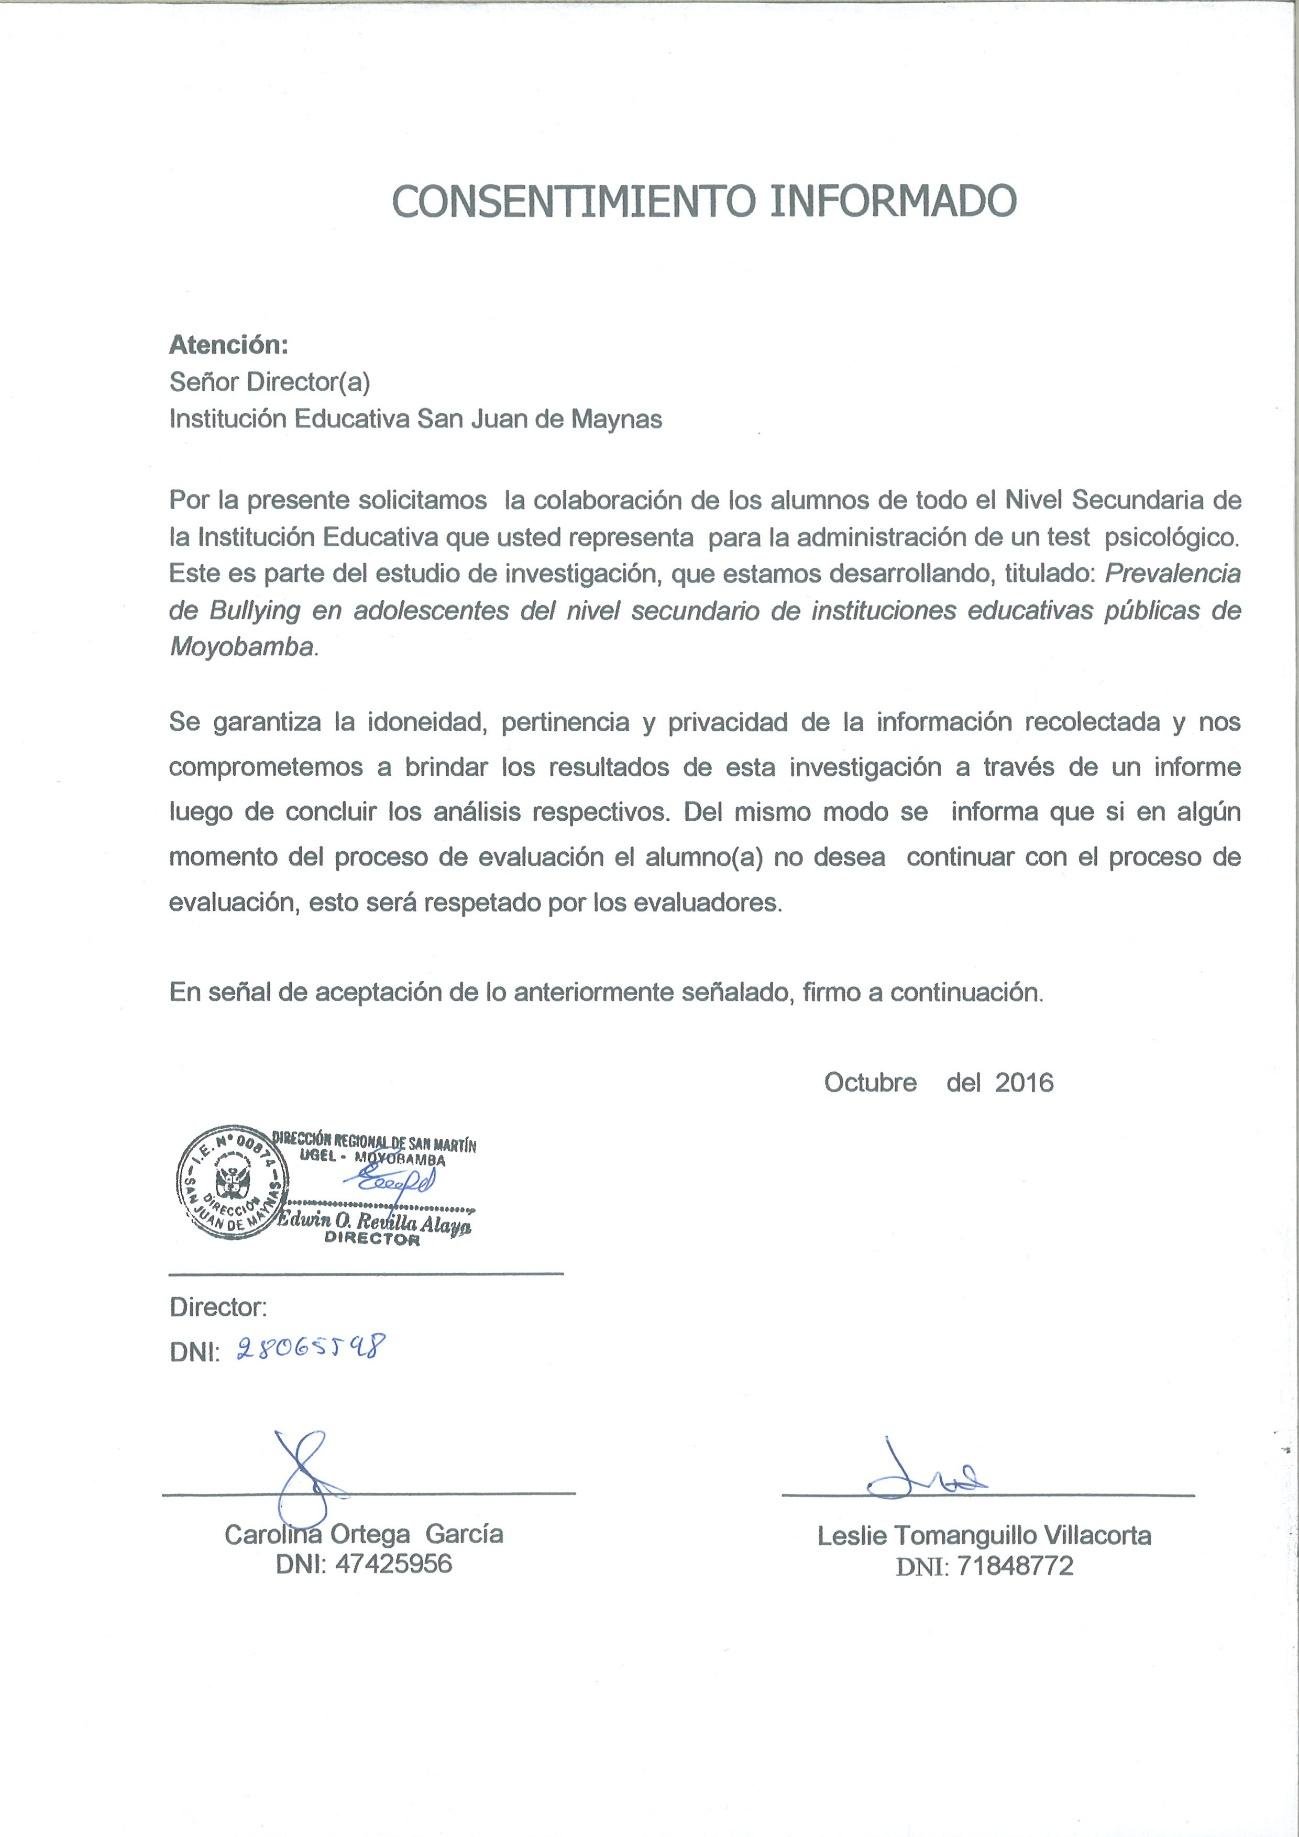 CONSENTIMIENTO INFORMADO
Atención:
Señor Director(a)
Institución Educativa San Juan de Maynas
Por la presente solicitamos la colaboración de los alumnos de todo el Nivel Secundaria de
la Institución Educativa que usted representa para la administración de un test psicológico.
Este es parte del estudio de investigación, que estamos desarrollando, titulado: Prevalencia
de Bullying en adolescentes del nivel secundario de instituciones educativas públicas de
Moyobamba.
Se garantiza la idoneidad, pertinencia y privacidad de la información recolectada y nos
comprometemos a brindar los resultados de esta investigación a través de un informe
luego de concluir los análisis respectivos. Del mismo modo se informa que si en algún
momento del proceso de evaluación el alumno(a) no desea continuar con el proceso de
evaluación, esto será respetado por los evaluadores.
En señal de aceptación de lo anteriormente señalado, firmo a continuación.
Octubre del 2016
I.E. N° 00874
DIRECCIÓN
SAN JUAN DE MAYNAS
DIRECCIÓN REGIONAL DE SAN MARTÍN
UGEL - MOYOBAMBA
Edwin O. Revilla Alaya
DIRECTOR
Director:
DNI: 28065598
Carolina Ortega García
DNI: 47425956
Leslie Tomanguillo Villacorta
DNI: 71848772